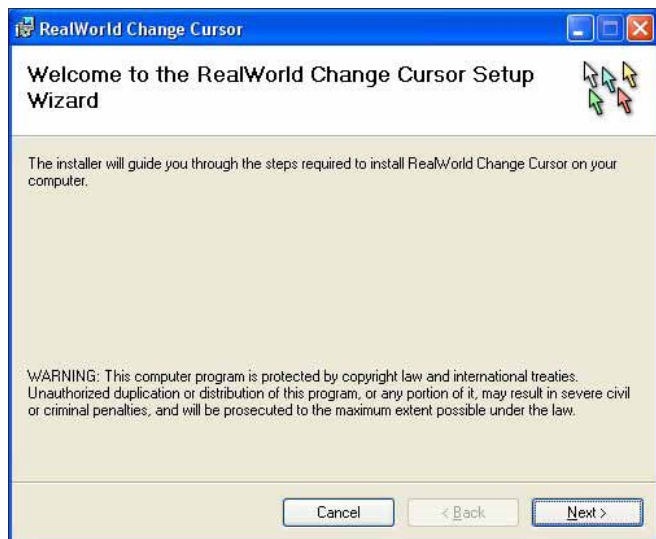 RealWorld Change Cursor
Welcome to the RealWorld Change Cursor Setup
Wizard
The installer will guide you through the steps required to install RealWorld Change Cursor on your
computer.
WARNING: This computer program is protected by copyright law and international treaties.
Unauthorized duplication or distribution of this program, or any portion of it, may result in severe civil
or criminal penalties, and will be prosecuted to the maximum extent possible under the law.
Cancel < Back Next >